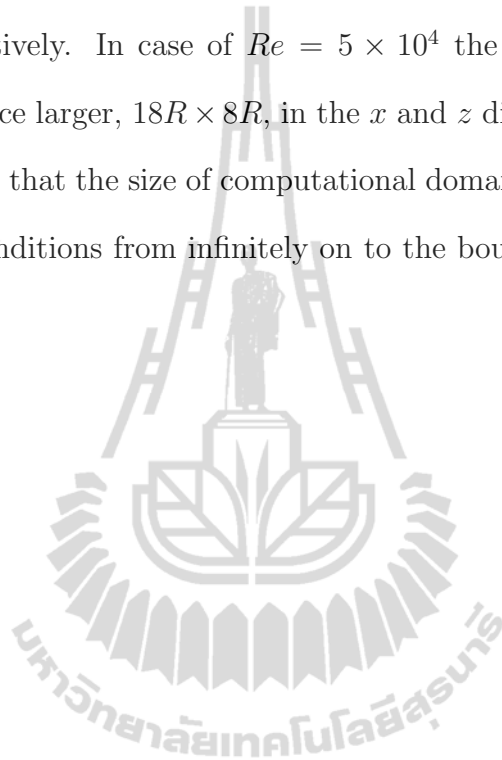 tively. In case of Re = 5 × 10⁴ the
ce larger, 18R × 8R, in the x and z di
that the size of computational domai
nditions from infinitely on to the bou
มหาวิทยาลัยเทคโนโลยีสุรนารี